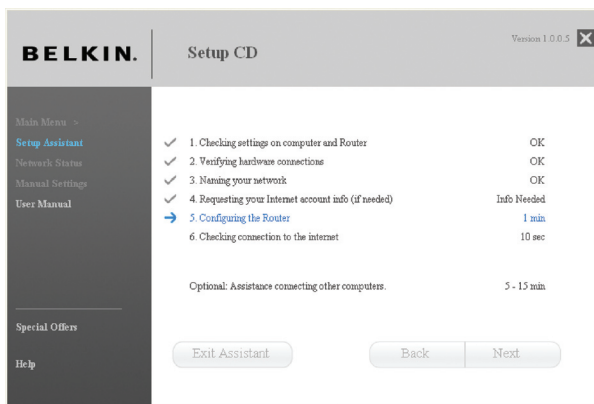 BELKIN.
Setup CD
Version 1.0.0.5
Main Menu >
Setup Assistant
Network Status
Manual Settings
User Manual
Special Offers
Help
1. Checking settings on computer and Router OK
2. Verifying hardware connections OK
3. Naming your network OK
4. Requesting your Internet account info (if needed) Info Needed
5. Configuring the Router 1 min
6. Checking connection to the internet 10 sec
Optional: Assistance connecting other computers. 5 - 15 min
Exit Assistant Back Next